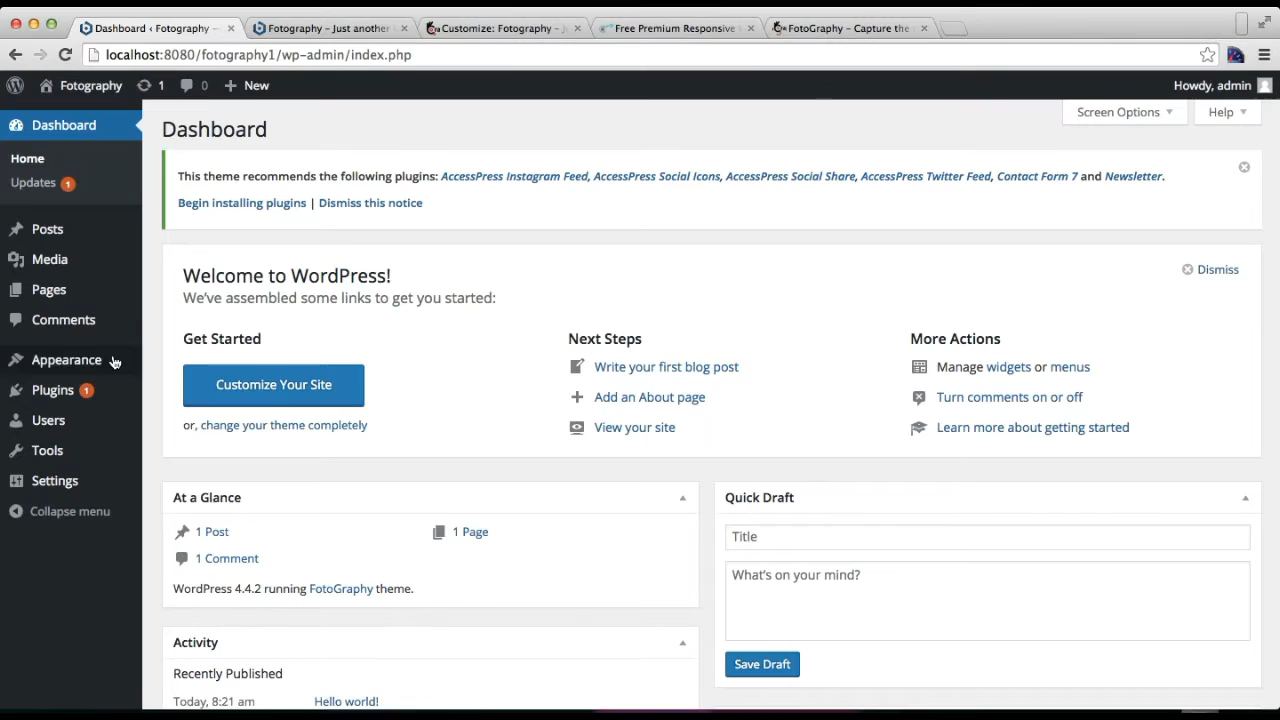 Dashboard ‹ Fotography —
Fotography – Just another
Customize: Fotography –
Free Premium Responsive
FotoGraphy – Capture the
localhost:8080/fotography1/wp-admin/index.php
Fotography
1
0
New
Howdy, admin
Dashboard
Home
Updates 1
Posts
Media
Pages
Comments
Appearance
Plugins 1
Users
Tools
Settings
Collapse menu
Screen Options
Help
Dashboard
This theme recommends the following plugins: AccessPress Instagram Feed, AccessPress Social Icons, AccessPress Social Share, AccessPress Twitter Feed, Contact Form 7 and Newsletter.
Begin installing plugins | Dismiss this notice
Welcome to WordPress!
Dismiss
We've assembled some links to get you started:
Get Started
Customize Your Site
or, change your theme completely
Next Steps
Write your first blog post
Add an About page
View your site
More Actions
Manage widgets or menus
Turn comments on or off
Learn more about getting started
At a Glance
1 Post
1 Page
1 Comment
WordPress 4.4.2 running FotoGraphy theme.
Activity
Recently Published
Today, 8:21 am Hello world!
Quick Draft
Title
What's on your mind?
Save Draft